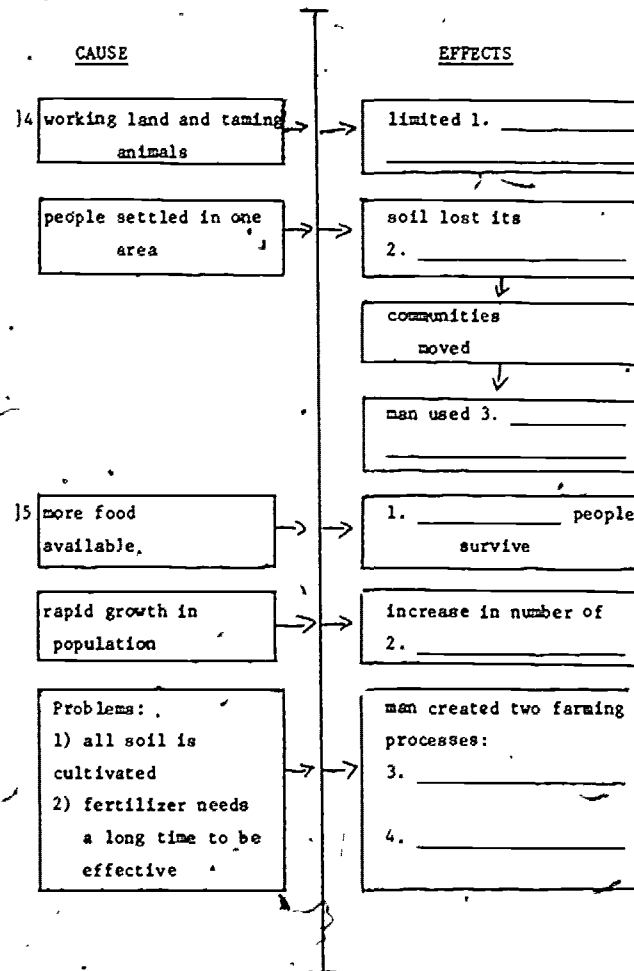 CAUSE
EFFECTS
]4 working land and taming
animals
limited 1.
people settled in one
area
soil lost its
2.
communities
moved
man used 3.
]5 more food
available.
1. people
survive
rapid growth in
population
increase in number of
2.
Problems:
1) all soil is
cultivated
2) fertilizer needs
a long time to be
effective
man created two farming
processes:
3.
4.